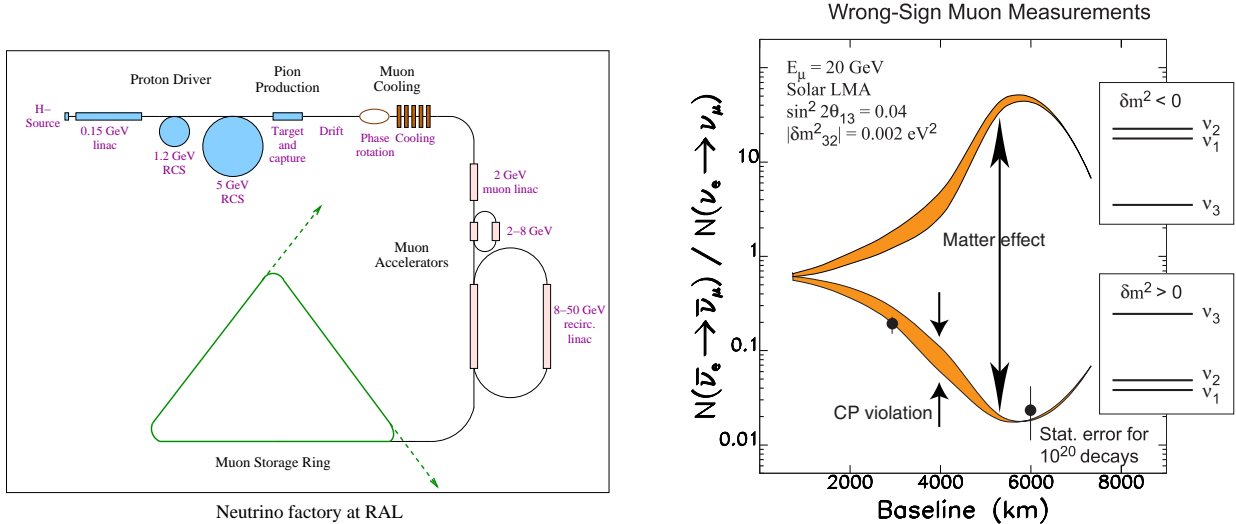 Proton Driver
Pion
Production
Muon
Cooling
H−
Source
0.15 GeV
linac
1.2 GeV
RCS
5 GeV
RCS
Target
and
capture
Drift
Phase
rotation
Cooling
2 GeV
muon linac
2−8 GeV
Muon
Accelerators
8−50 GeV
recirc.
linac
Muon Storage Ring
Neutrino factory at RAL
Wrong-Sign Muon Measurements
N(ν̅ₑ → ν̅μ) / N(νₑ → νμ)
Eμ = 20 GeV
Solar LMA
sin² 2θ₁₃ = 0.04
|δm²₃₂| = 0.002 eV²
10
1
0.1
0.01
Matter effect
CP violation
Stat. error for
10²⁰ decays
2000 4000 6000 8000
Baseline (km)
δm² < 0
ν₂
ν₁
ν₃
δm² > 0
ν₃
ν₂
ν₁